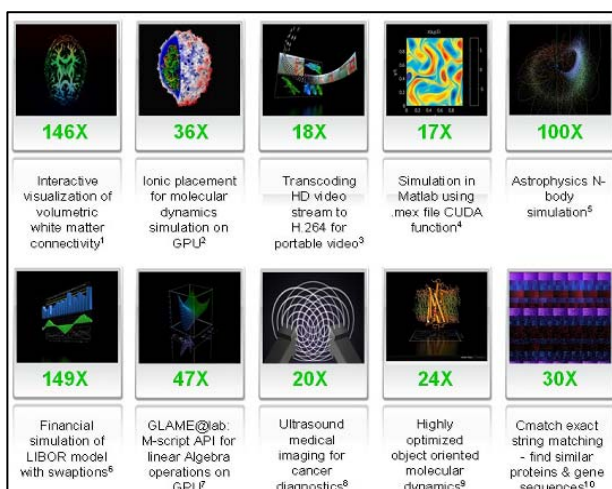 146X
36X
18X
17X
100X
Interactive
visualization of
volumetric
white matter
connectivity¹
Ionic placement
for molecular
dynamics
simulation on
GPU²
Transcoding
HD video
stream to
H.264 for
portable video³
Simulation in
Matlab using
.mex file CUDA
function⁴
Astrophysics N-
body
simulation⁵
149X
47X
20X
24X
30X
Financial
simulation of
LIBOR model
with swaptions⁶
GLAME@lab:
M-script API for
linear Algebra
operations on
GPU⁷
Ultrasound
medical
imaging for
cancer
diagnostics⁸
Highly
optimized
object oriented
molecular
dynamics⁹
Cmatch exact
string matching
- find similar
proteins & gene
sequences¹⁰